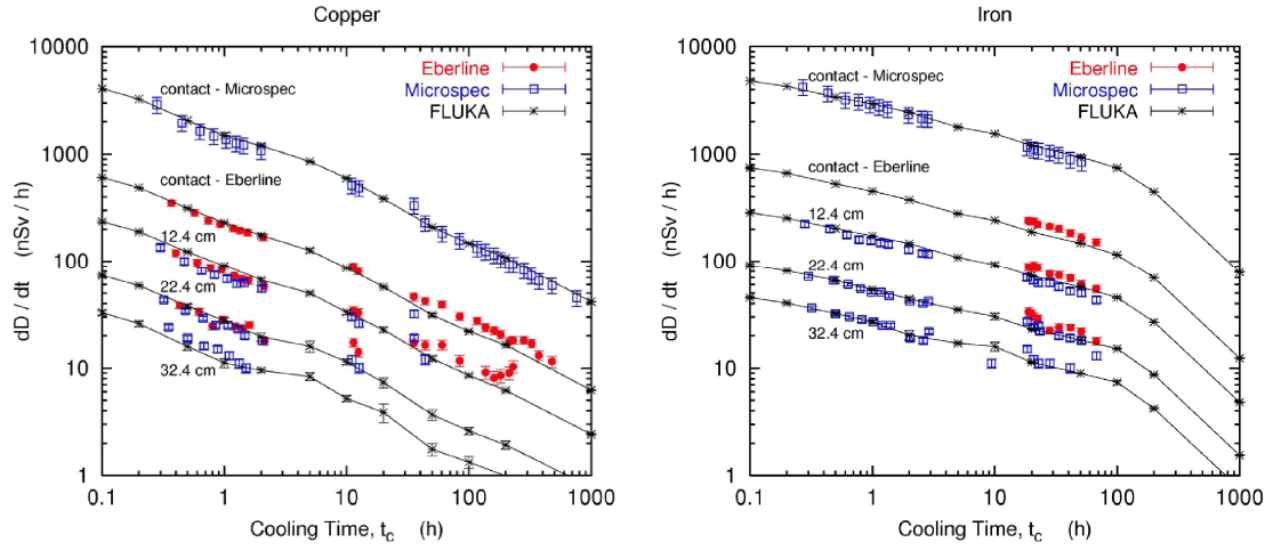 Copper
10000
1000
100
10
1
dD / dt (nSv / h)
contact - Microspec
contact - Eberline
12.4 cm
22.4 cm
32.4 cm
Eberline
Microspec
FLUKA
0.1 1 10 100 1000
Cooling Time, t_c (h)
Iron
10000
1000
100
10
1
dD / dt (nSv / h)
contact - Microspec
contact - Eberline
12.4 cm
22.4 cm
32.4 cm
Eberline
Microspec
FLUKA
0.1 1 10 100 1000
Cooling Time, t_c (h)